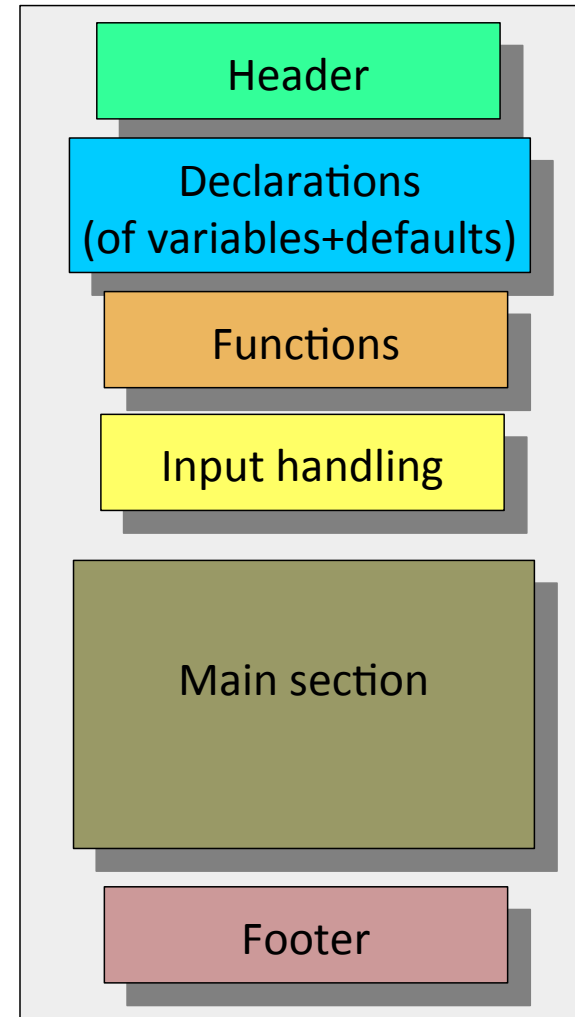 Header
Declarations
(of variables+defaults)
Functions
Input handling
Main section
Footer